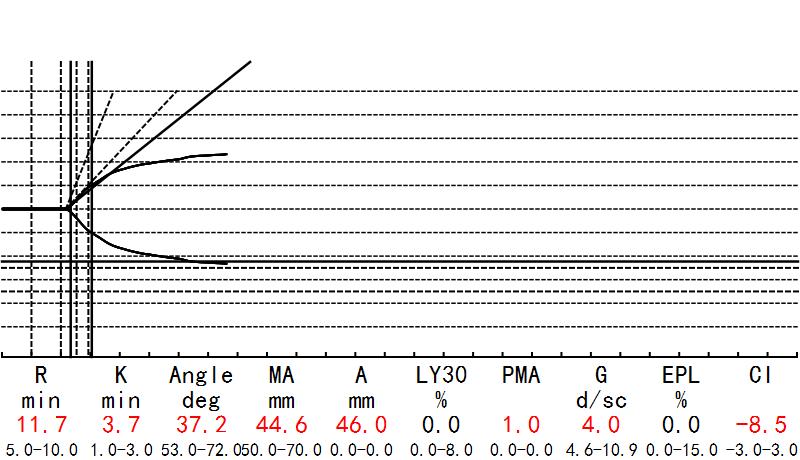 R K Angle MA A LY30 PMA G EPL CI
min min deg mm mm % d/sc %
11.7 3.7 37.2 44.6 46.0 0.0 1.0 4.0 0.0 -8.5
5.0-10.0 1.0-3.0 53.0-72.0 50.0-70.0 0.0-0.0 0.0-8.0 0.0-0.0 4.6-10.9 0.0-15.0 -3.0-3.0